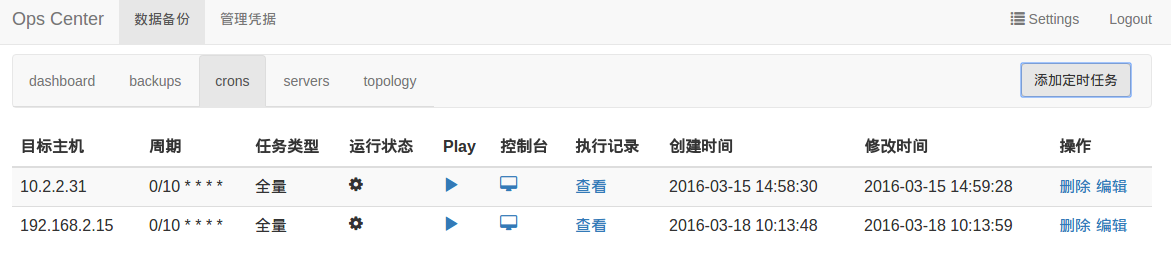 Ops Center 数据备份 管理凭据 Settings Logout
dashboard backups crons servers topology 添加定时任务
目标主机 周期 任务类型 运行状态 Play 控制台 执行记录 创建时间 修改时间 操作
10.2.2.31 0/10 * * * * 全量 查看 2016-03-15 14:58:30 2016-03-15 14:59:28 删除 编辑
192.168.2.15 0/10 * * * * 全量 查看 2016-03-18 10:13:48 2016-03-18 10:13:59 删除 编辑